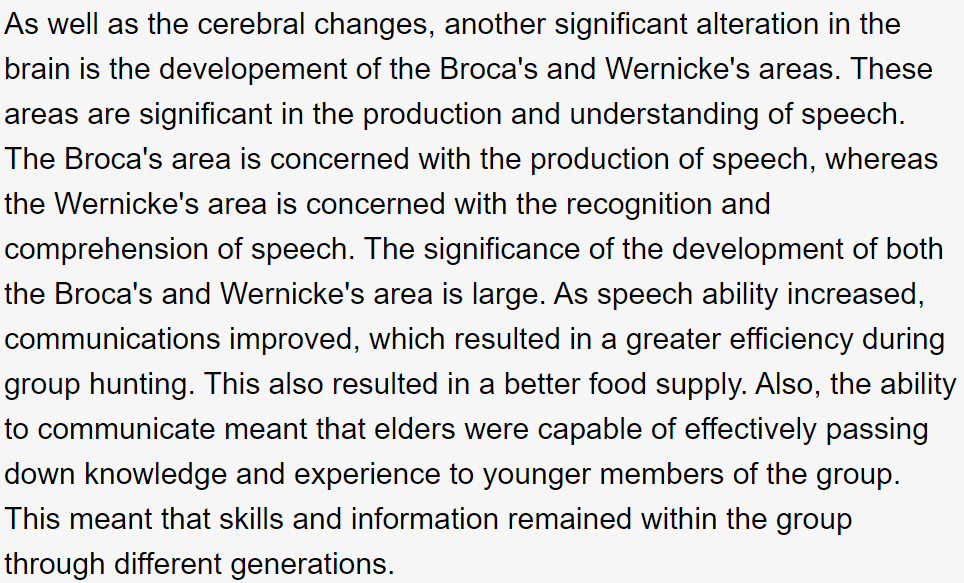 As well as the cerebral changes, another significant alteration in the
brain is the developement of the Broca's and Wernicke's areas. These
areas are significant in the production and understanding of speech.
The Broca's area is concerned with the production of speech, whereas
the Wernicke's area is concerned with the recognition and
comprehension of speech. The significance of the development of both
the Broca's and Wernicke's area is large. As speech ability increased,
communications improved, which resulted in a greater efficiency during
group hunting. This also resulted in a better food supply. Also, the ability
to communicate meant that elders were capable of effectively passing
down knowledge and experience to younger members of the group.
This meant that skills and information remained within the group
through different generations.